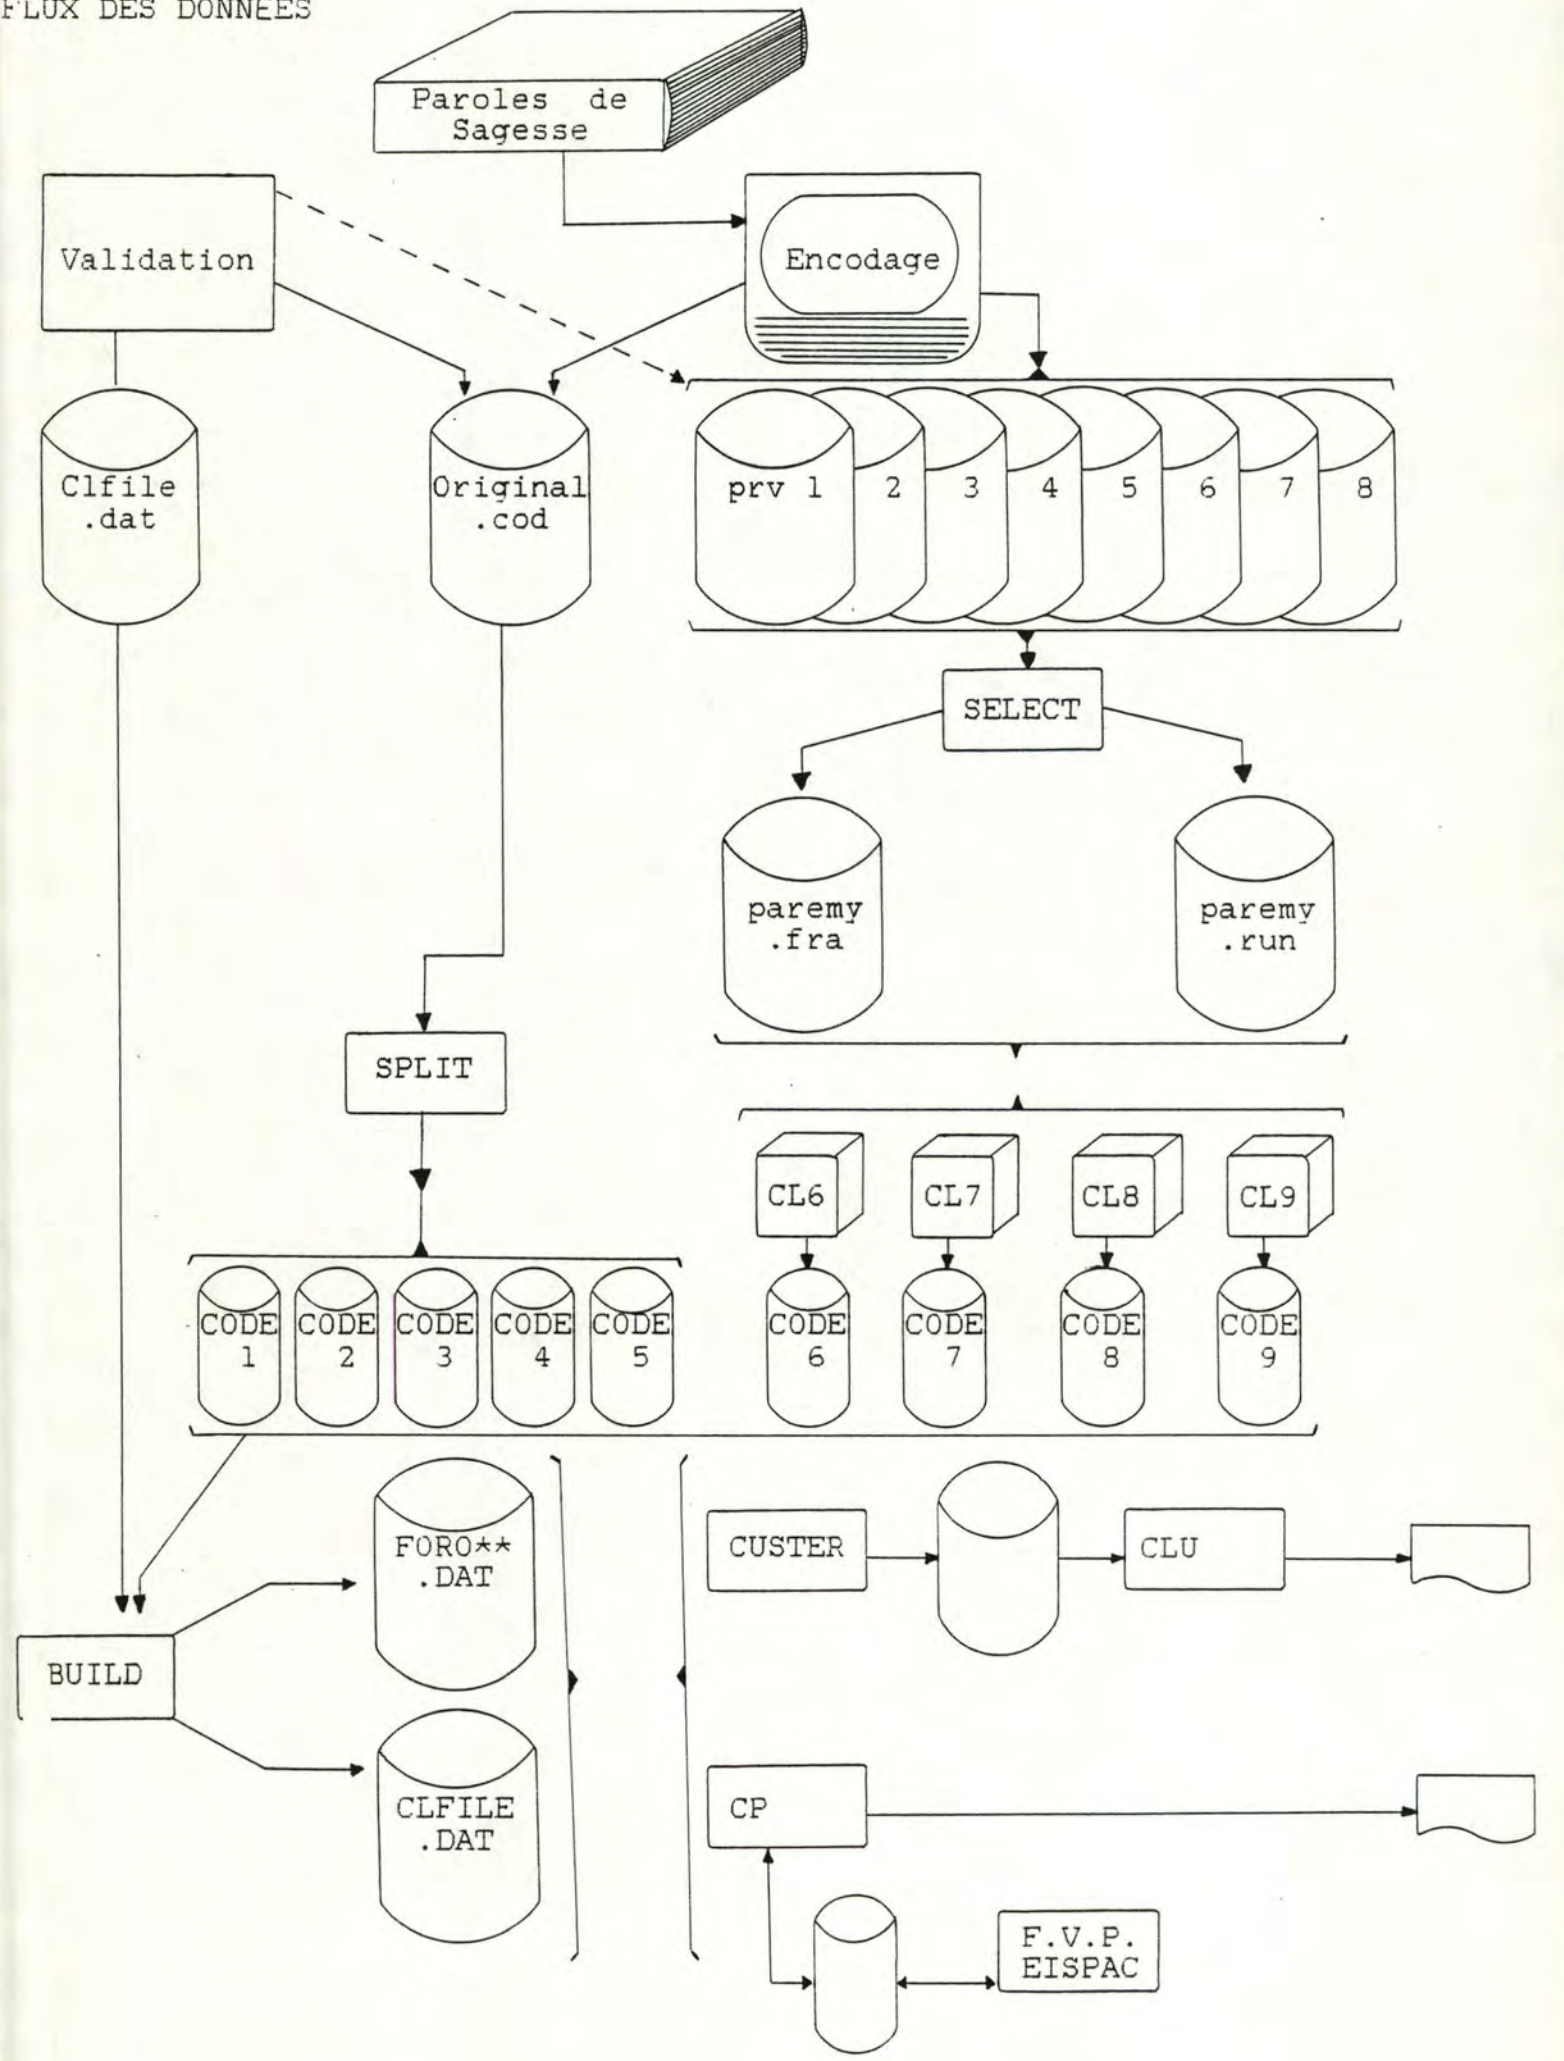 FLUX DES DONNÉES
Paroles de
Sagesse
Validation
Encodage
Clfile
.dat
Original
.cod
prv 1 2 3 4 5 6 7 8
SELECT
paremy
.fra
paremy
.run
SPLIT
CL6 CL7 CL8 CL9
CODE
1
CODE
2
CODE
3
CODE
4
CODE
5
CODE
6
CODE
7
CODE
8
CODE
9
FORO**
.DAT
CUSTER
CLU
BUILD
CLFILE
.DAT
CP
F.V.P.
EISPAC